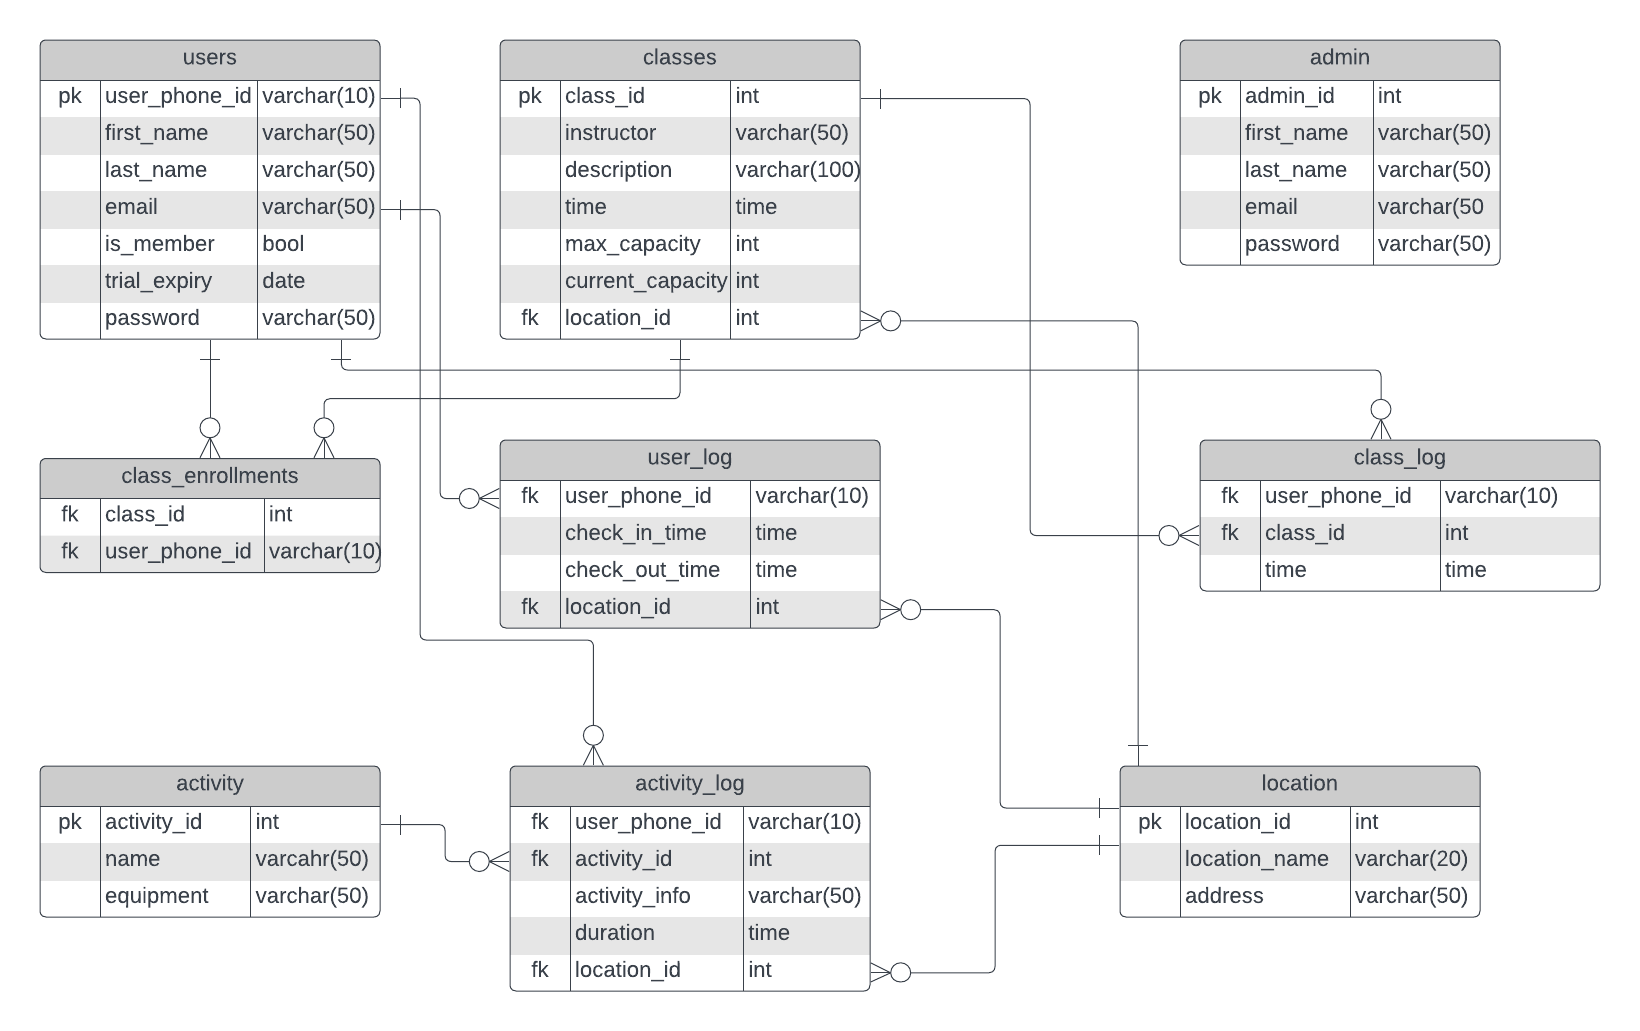 users
pk user_phone_id varchar(10)
first_name varchar(50)
last_name varchar(50)
email varchar(50)
is_member bool
trial_expiry date
password varchar(50)
classes
pk class_id int
instructor varchar(50)
description varchar(100)
time time
max_capacity int
current_capacity int
fk location_id int
admin
pk admin_id int
first_name varchar(50)
last_name varchar(50)
email varchar(50
password varchar(50)
class_enrollments
fk class_id int
fk user_phone_id varchar(10)
user_log
fk user_phone_id varchar(10)
check_in_time time
check_out_time time
fk location_id int
class_log
fk user_phone_id varchar(10)
fk class_id int
time time
activity
pk activity_id int
name varcahr(50)
equipment varchar(50)
activity_log
fk user_phone_id varchar(10)
fk activity_id int
activity_info varchar(50)
duration time
fk location_id int
location
pk location_id int
location_name varchar(20)
address varchar(50)